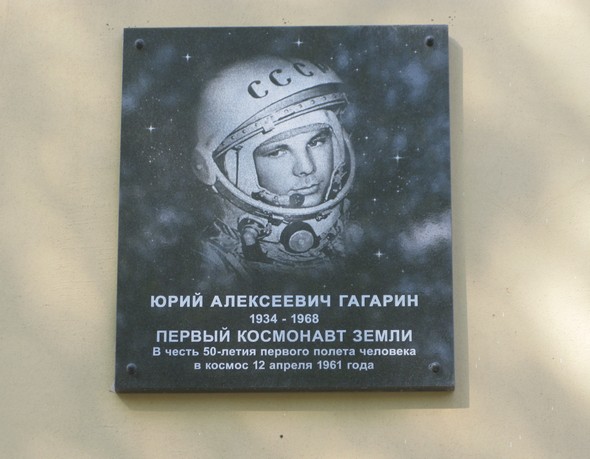 СССР
ЮРИЙ АЛЕКСЕЕВИЧ ГАГАРИН
1934 - 1968
ПЕРВЫЙ КОСМОНАВТ ЗЕМЛИ
В честь 50-летия первого полета человека
в космос 12 апреля 1961 года